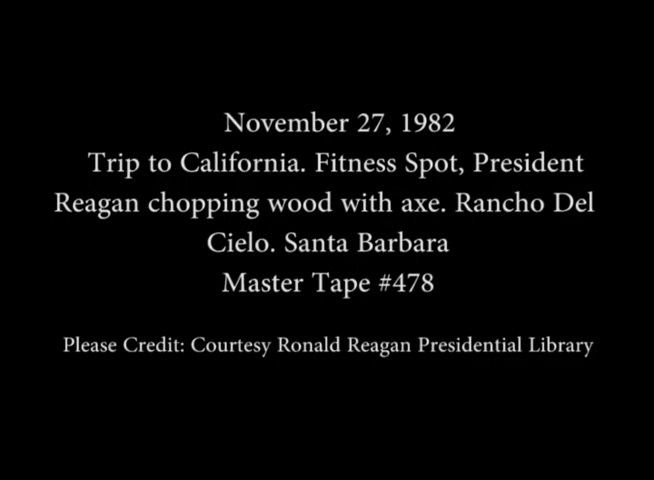 November 27, 1982
Trip to California. Fitness Spot, President
Reagan chopping wood with axe. Rancho Del
Cielo. Santa Barbara
Master Tape #478
Please Credit: Courtesy Ronald Reagan Presidential Library